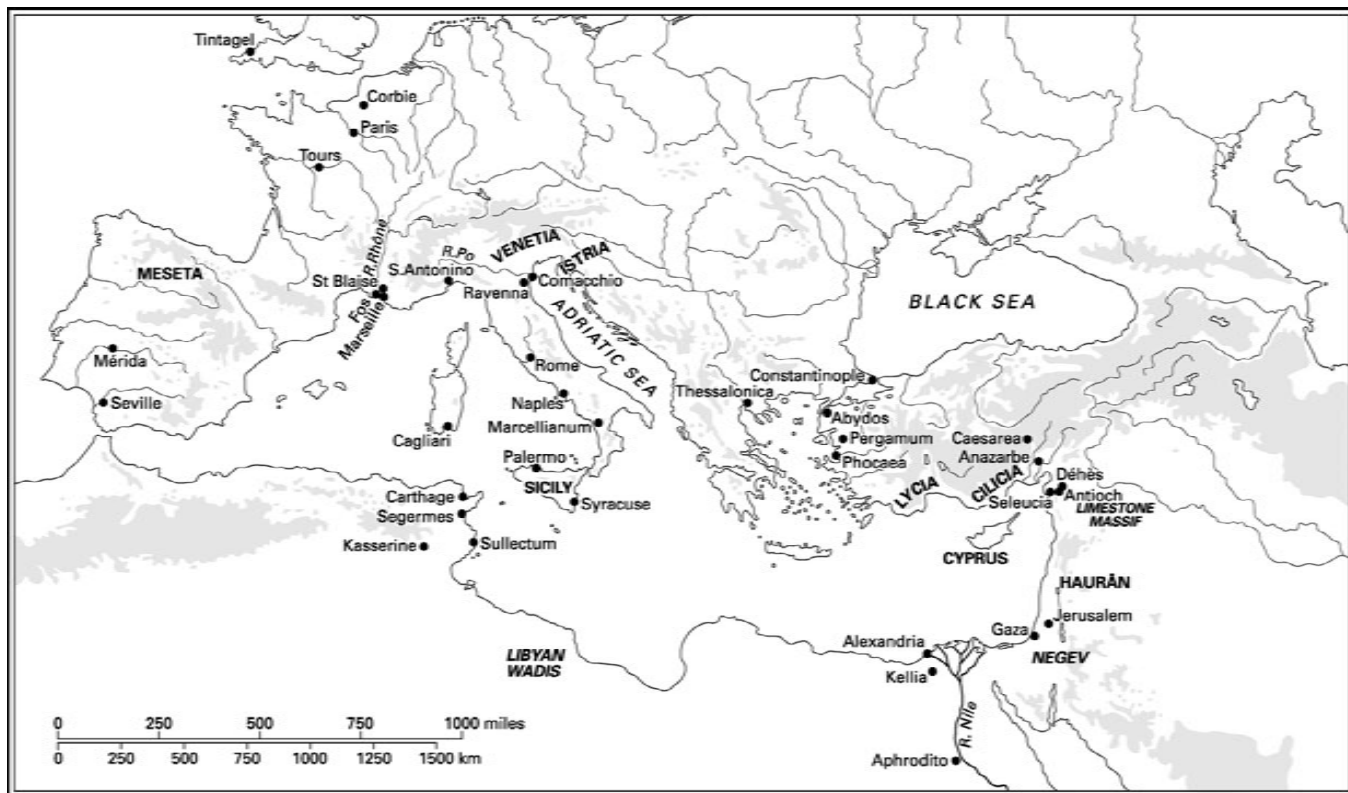 Tintagel
Corbie
Paris
Tours
R.Rhône
MESETA
St Blaise
Fos
Marseille
S.Antonino
R.Po
VENETIA
ISTRIA
Ravenna
Comacchio
ADRIATIC SEA
BLACK SEA
Mérida
Seville
Rome
Naples
Marcellianum
Cagliari
Palermo
SICILY
Syracuse
Thessalonica
Constantinople
Abydos
Pergamum
Phocaea
Caesarea
Anazarbe
LYCIA
CILICIA
Déhès
Antioch
Seleucia
LIMESTONE
MASSIF
Carthage
Segermes
Kasserine
Sullectum
CYPRUS
HAURĀN
Jerusalem
Gaza
NEGEV
Alexandria
Kellia
LIBYAN
WADIS
R. Nile
Aphrodito
0 250 500 750 1000 miles
0 250 500 750 1000 1250 1500 km